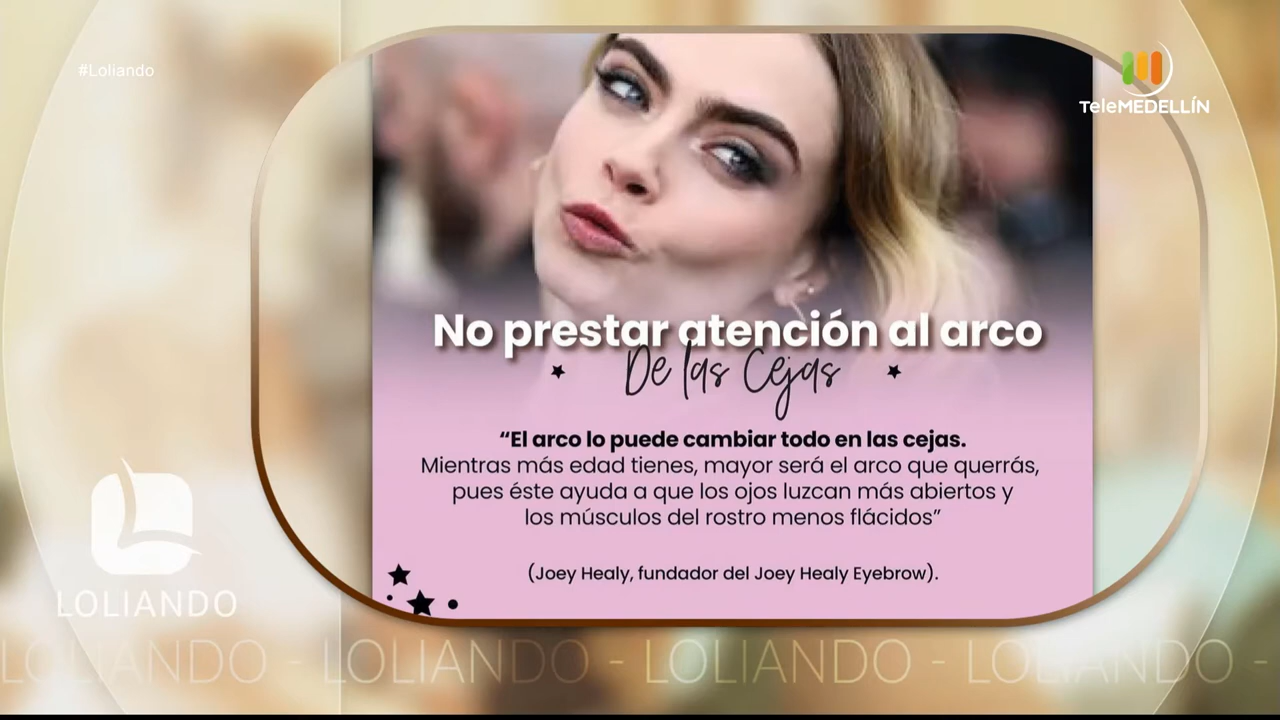 #Loliando
TeleMEDELLÍN
No prestar atención al arco
De las Cejas
“El arco lo puede cambiar todo en las cejas.
Mientras más edad tienes, mayor será el arco que querrás,
pues éste ayuda a que los ojos luzcan más abiertos y
los músculos del rostro menos flácidos”
(Joey Healy, fundador del Joey Healy Eyebrow).
LOLIANDO
LOLIANDO - LOLIANDO - LOLIANDO - LOLIANDO -